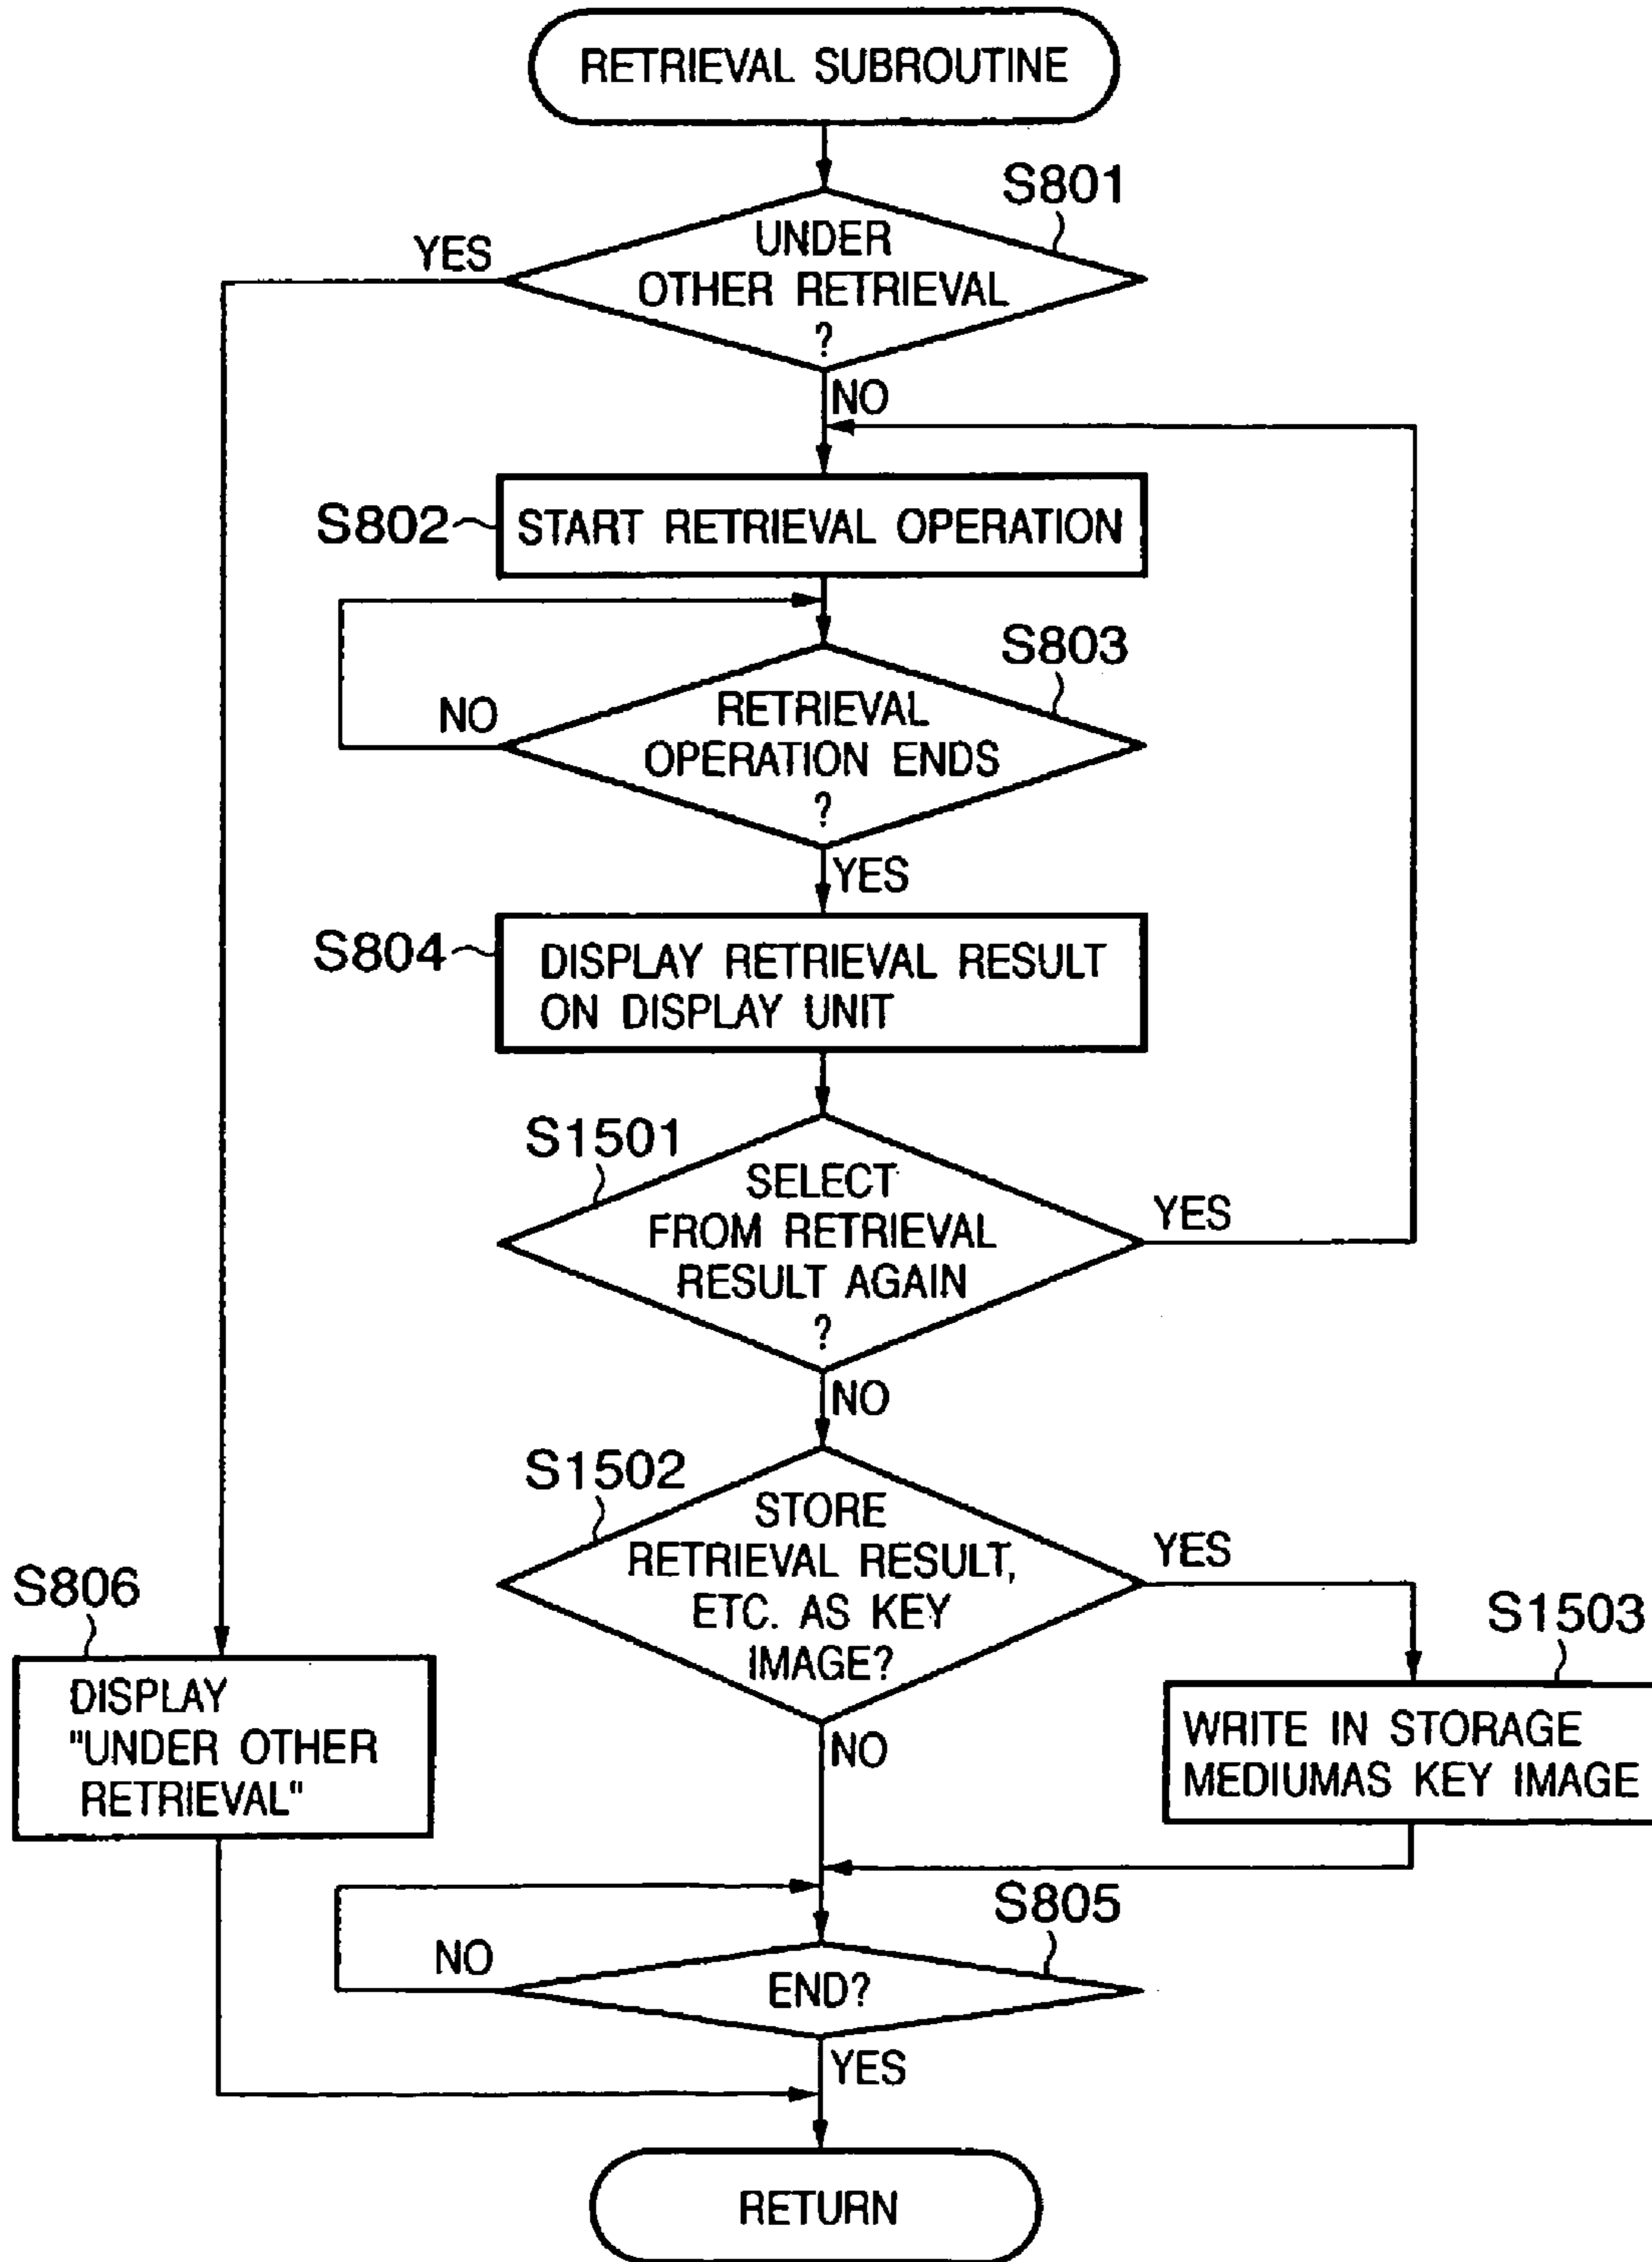 RETRIEVAL SUBROUTINE
S801
YES
UNDER
OTHER RETRIEVAL
?
NO
S802
START RETRIEVAL OPERATION
S803
NO
RETRIEVAL
OPERATION ENDS
?
YES
S804
DISPLAY RETRIEVAL RESULT
ON DISPLAY UNIT
S1501
SELECT
FROM RETRIEVAL
RESULT AGAIN
?
YES
NO
S1502
STORE
RETRIEVAL RESULT,
ETC. AS KEY
IMAGE?
YES
S806
DISPLAY
"UNDER OTHER
RETRIEVAL"
S1503
WRITE IN STORAGE
MEDIUMAS KEY IMAGE
NO
S805
NO
END?
YES
RETURN